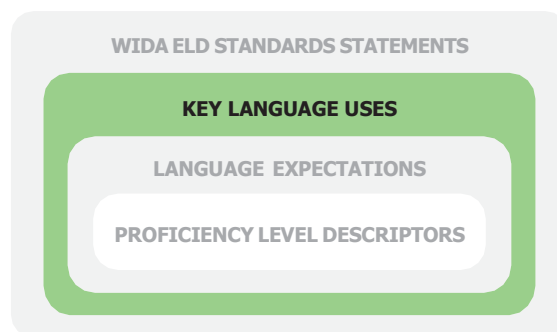 WIDA ELD STANDARDS STATEMENTS
KEY LANGUAGE USES
LANGUAGE EXPECTATIONS
PROFICIENCY LEVEL DESCRIPTORS